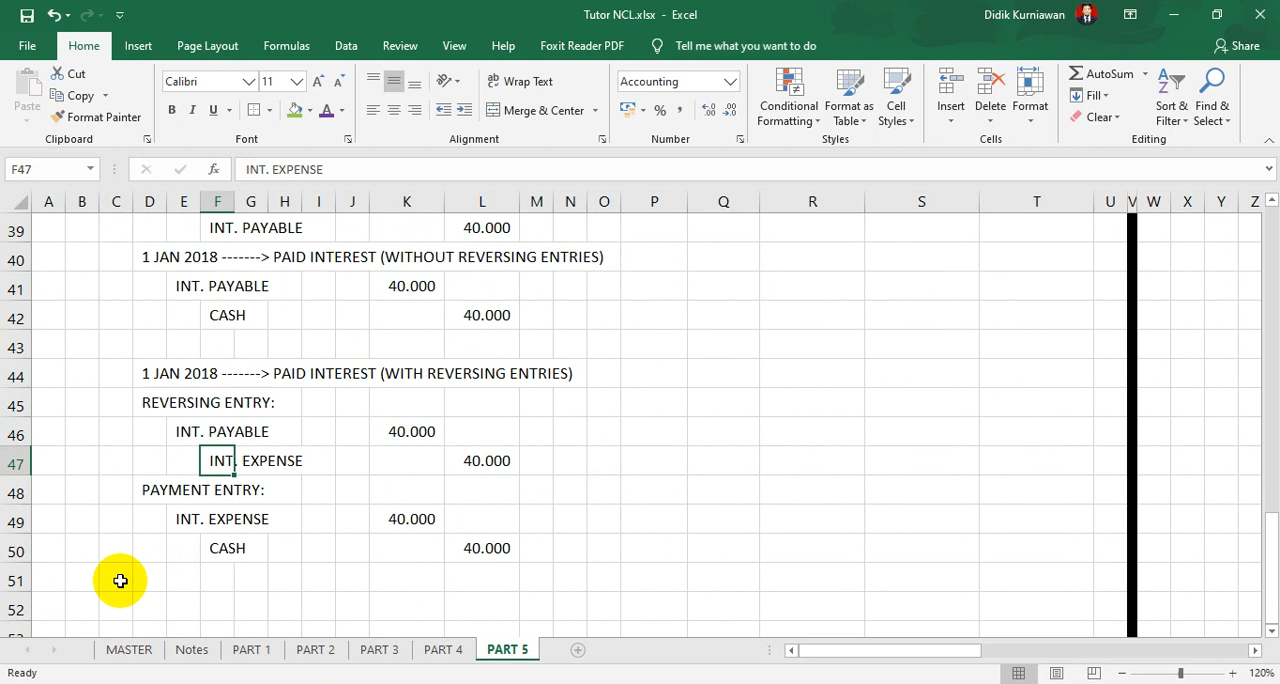 Tutor NCL.xlsx - Excel
Didik Kurniawan
File Home Insert Page Layout Formulas Data Review View Help Foxit Reader PDF Tell me what you want to do Share
Paste
Cut
Copy
Format Painter
Clipboard
Calibri 11
B I U
Font
Wrap Text
Merge & Center
Alignment
Accounting
Number
Conditional Formatting
Format as Table
Cell Styles
Styles
Insert Delete Format
Cells
AutoSum
Fill
Clear
Sort & Filter
Find & Select
Editing
F47 fx INT. EXPENSE
A B C D E F G H I J K L M N O P Q R S T U V W X Y Z
39 INT. PAYABLE 40.000
40 1 JAN 2018 -------> PAID INTEREST (WITHOUT REVERSING ENTRIES)
41 INT. PAYABLE 40.000
42 CASH 40.000
43
44 1 JAN 2018 -------> PAID INTEREST (WITH REVERSING ENTRIES)
45 REVERSING ENTRY:
46 INT. PAYABLE 40.000
47 INT. EXPENSE 40.000
48 PAYMENT ENTRY:
49 INT. EXPENSE 40.000
50 CASH 40.000
51
52
53
MASTER Notes PART 1 PART 2 PART 3 PART 4 PART 5
Ready 120%